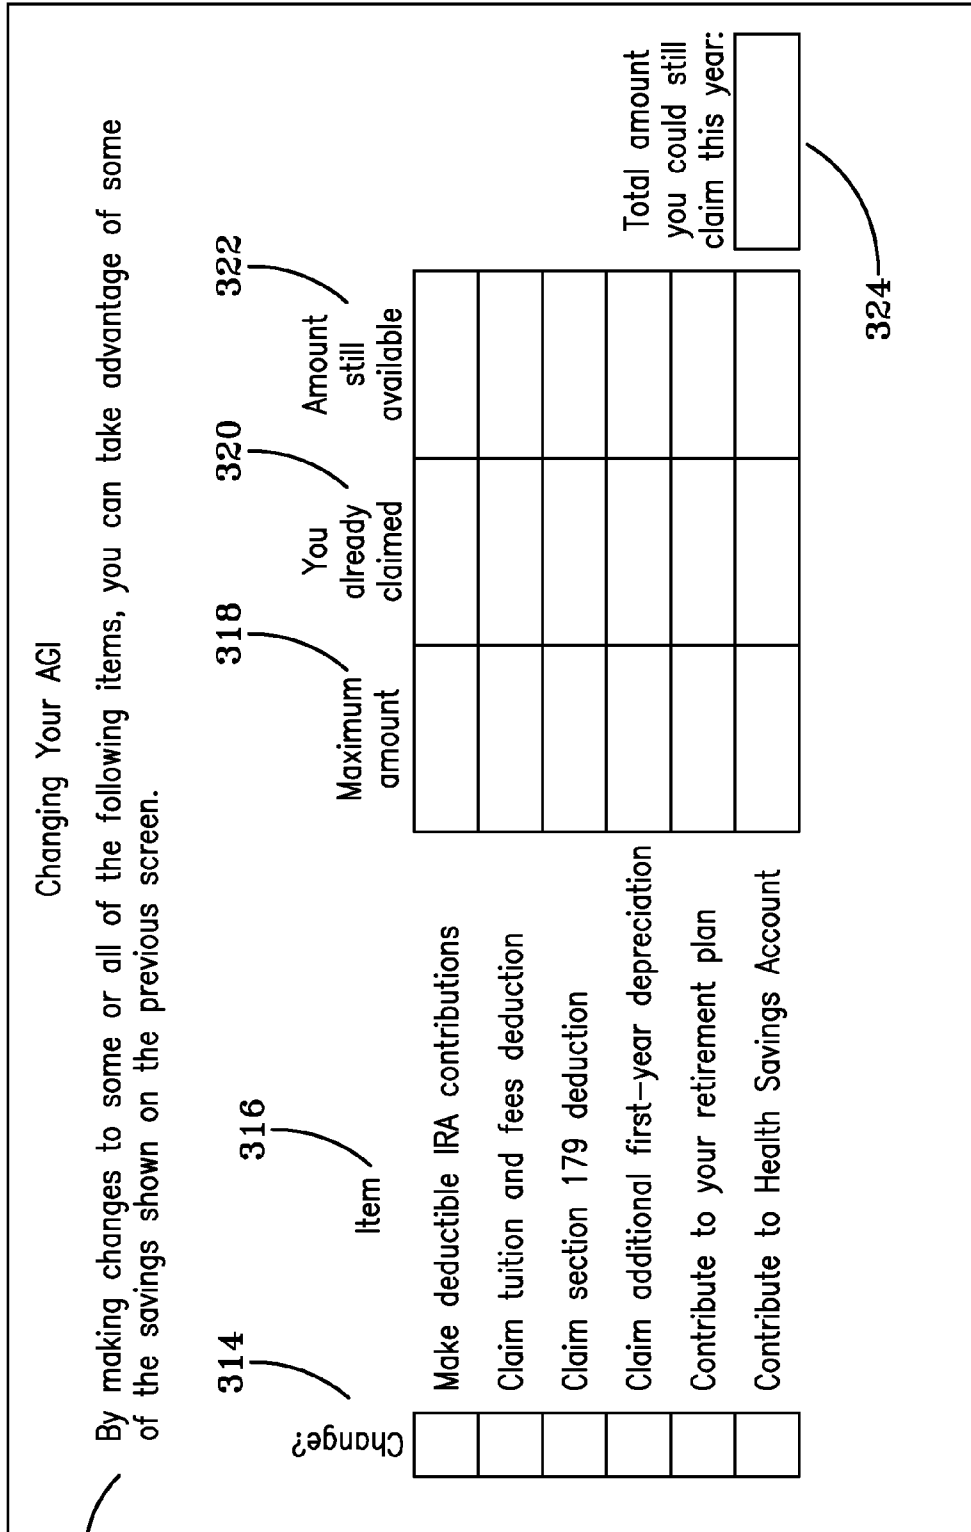 Changing Your AGI
By making changes to some or all of the following items, you can take advantage of some
of the savings shown on the previous screen.
314
316
318
320
322
Change?
Item
Maximum
amount
You
already
claimed
Amount
still
available
Make deductible IRA contributions
Claim tuition and fees deduction
Claim section 179 deduction
Claim additional first-year depreciation
Contribute to your retirement plan
Contribute to Health Savings Account
Total amount
you could still
claim this year:
324